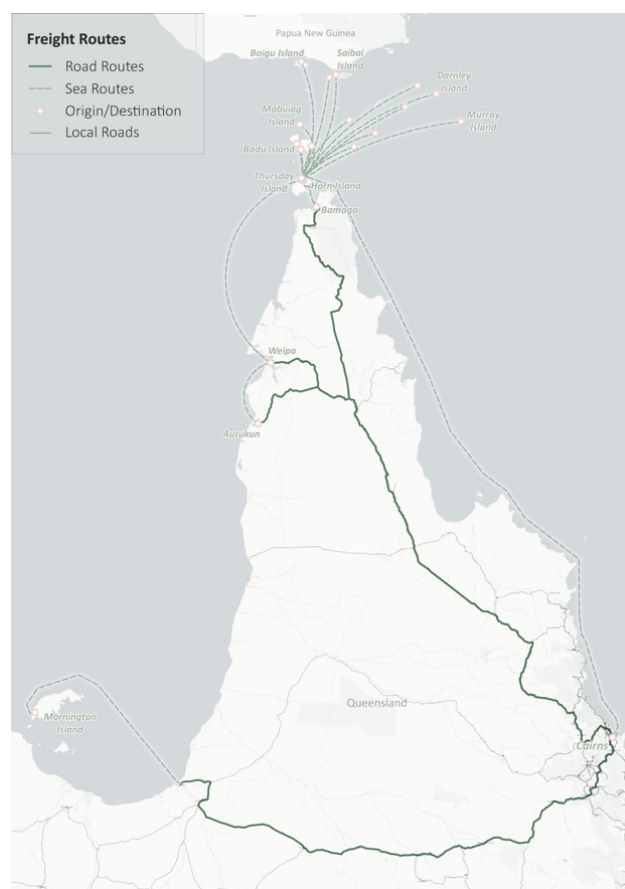 Papua New Guinea
Freight Routes
Road Routes
Sea Routes
Origin/Destination
Local Roads
Boigu Island
Saibai
Island
Darnley
Island
Mabuiag
Island
Murray
Island
Badu Island
Thursday
Island
Horn Island
Bamaga
Weipa
Aurukun
Queensland
Mornington
Island
Cairns